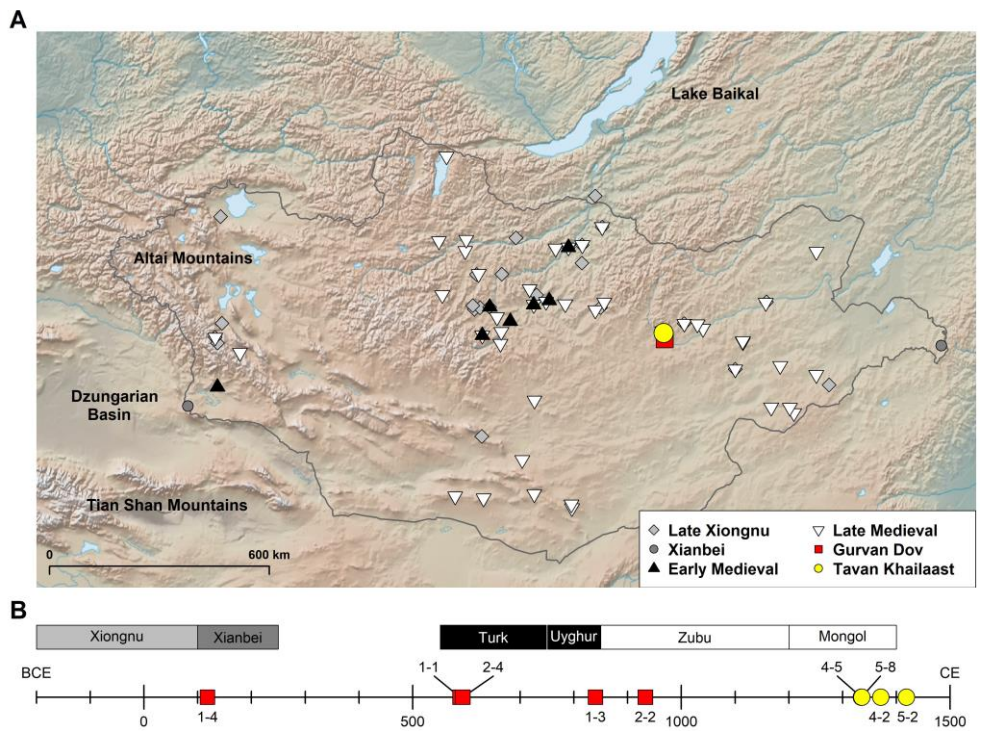 A
Lake Baikal
Altai Mountains
Dzungarian
Basin
Tian Shan Mountains
0 600 km
Late Xiongnu
Xianbei
Early Medieval
Late Medieval
Gurvan Dov
Tavan Khailaast
B
Xiongnu Xianbei Turk Uyghur Zubu Mongol
BCE 1-1 2-4 4-5 5-8 CE
1-4 1-3 2-2 4-2 5-2
0 500 1000 1500